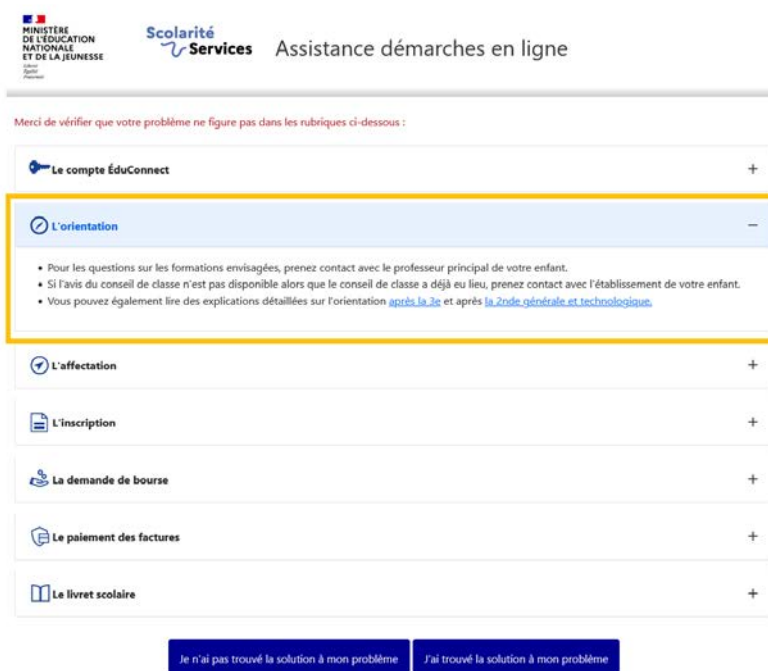 MINISTÈRE
DE L'ÉDUCATION
NATIONALE
ET DE LA JEUNESSE
Liberté
Égalité
Fraternité
Scolarité
Services
Assistance démarches en ligne
Merci de vérifier que votre problème ne figure pas dans les rubriques ci-dessous :
Le compte ÉduConnect
L'orientation
• Pour les questions sur les formations envisagées, prenez contact avec le professeur principal de votre enfant.
• Si l'avis du conseil de classe n'est pas disponible alors que le conseil de classe a déjà eu lieu, prenez contact avec l'établissement de votre enfant.
• Vous pouvez également lire des explications détaillées sur l'orientation après la 3e et après la 2nde générale et technologique.
L'affectation
L'inscription
La demande de bourse
Le paiement des factures
Le livret scolaire
Je n'ai pas trouvé la solution à mon problème
J'ai trouvé la solution à mon problème